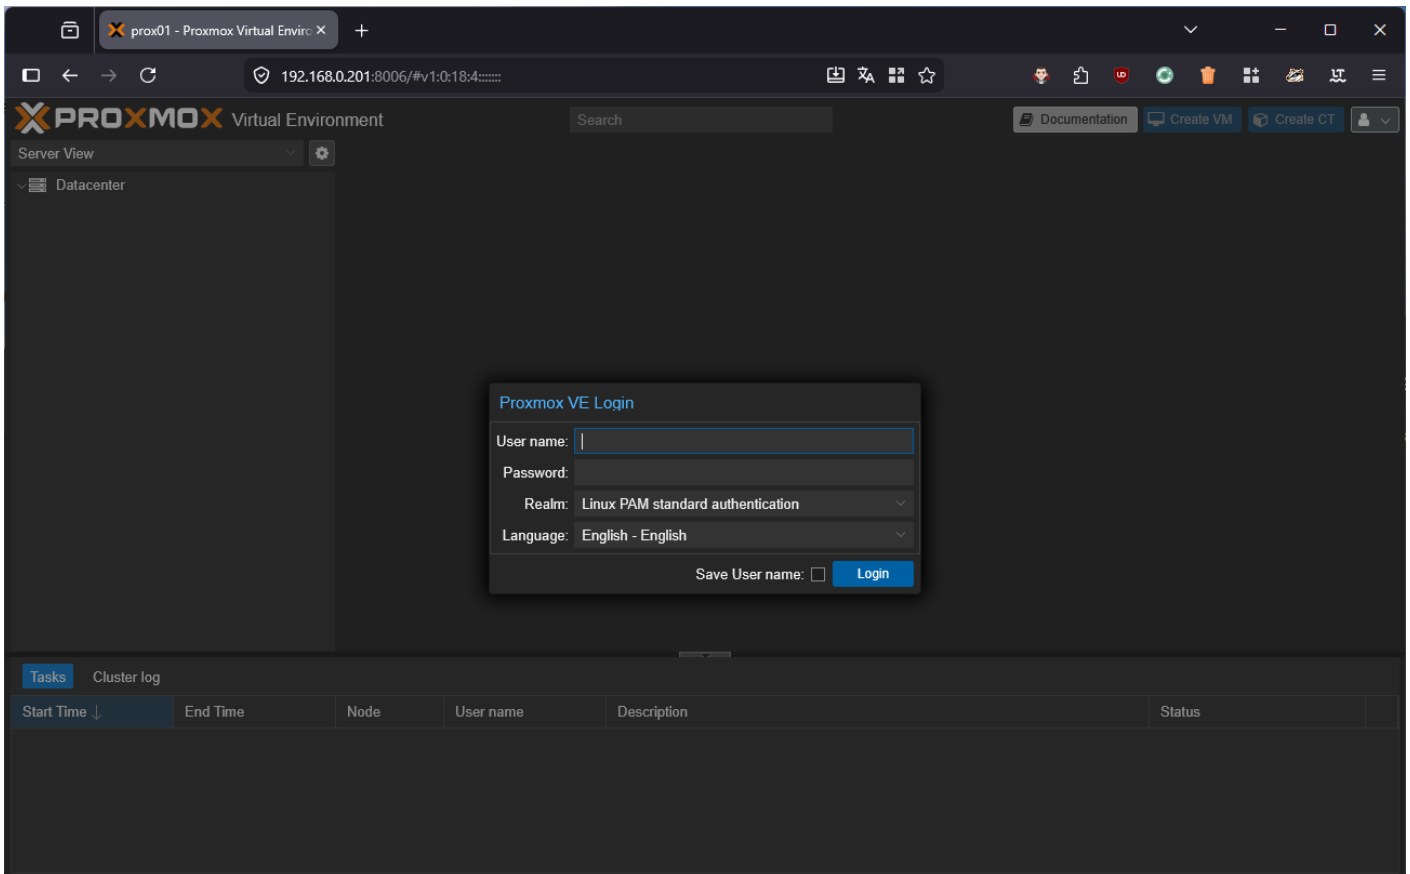 prox01 - Proxmox Virtual Enviro
192.168.0.201:8006/#v1:0:18:4:::::::
PROXMOX Virtual Environment
Search
Documentation
Create VM
Create CT
Server View
Datacenter
Proxmox VE Login
User name:
Password:
Realm: Linux PAM standard authentication
Language: English - English
Save User name: Login
Tasks Cluster log
Start Time End Time Node User name Description Status